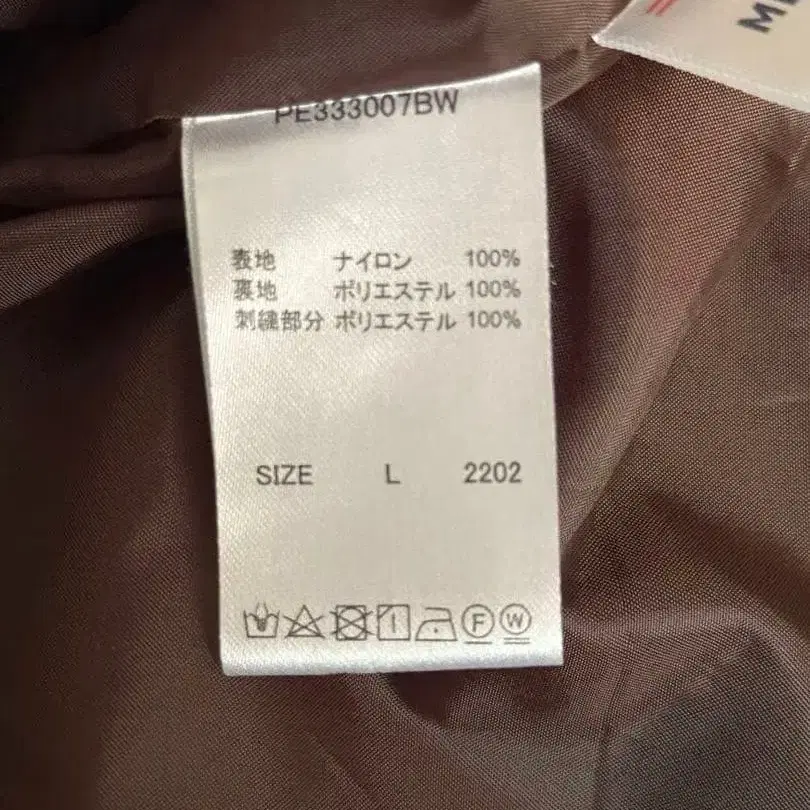 PE333007BW
表地 ナイロン 100%
裏地 ポリエステル 100%
刺繍部分 ポリエステル 100%
SIZE L 2202
F W